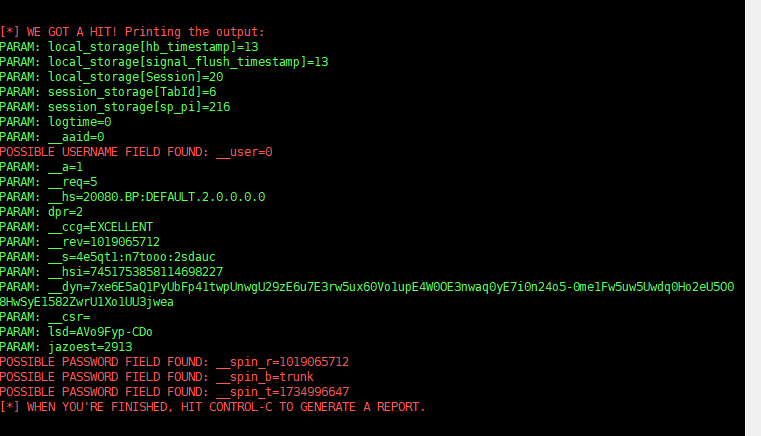 [*] WE GOT A HIT! Printing the output:
PARAM: local_storage[hb_timestamp]=13
PARAM: local_storage[signal_flush_timestamp]=13
PARAM: local_storage[Session]=20
PARAM: session_storage[TabId]=6
PARAM: session_storage[sp_pi]=216
PARAM: logtime=0
PARAM: __aaid=0
POSSIBLE USERNAME FIELD FOUND: __user=0
PARAM: __a=1
PARAM: __req=5
PARAM: __hs=20080.BP:DEFAULT.2.0.0.0.0
PARAM: dpr=2
PARAM: __ccg=EXCELLENT
PARAM: __rev=1019065712
PARAM: __s=4e5qt1:n7tooo:2sdauc
PARAM: __hsi=7451753858114698227
PARAM: __dyn=7xe6E5aQ1PyUbFp41twpUnwgU29zE6u7E3rw5ux60Vo1upE4W0OE3nwaq0yE7i0n24o5-0me1Fw5uw5Uwdq0Ho2eU5O0
8HwSyE1582ZwrU1Xo1UU3jwea
PARAM: __csr=
PARAM: lsd=AVo9Fyp-CDo
PARAM: jazoest=2913
POSSIBLE PASSWORD FIELD FOUND: __spin_r=1019065712
POSSIBLE PASSWORD FIELD FOUND: __spin_b=trunk
POSSIBLE PASSWORD FIELD FOUND: __spin_t=1734996647
[*] WHEN YOU'RE FINISHED, HIT CONTROL-C TO GENERATE A REPORT.